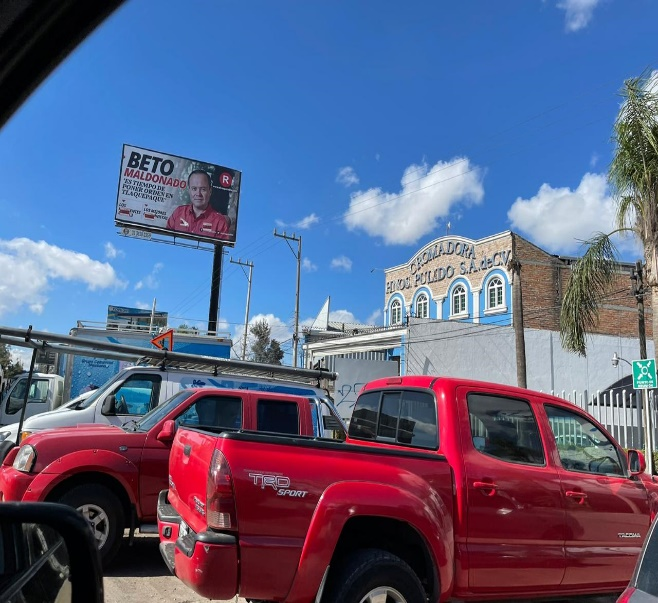 BETO
MALDONADO
ES TIEMPO DE
PONER ORDEN EN
TLAQUEPAQUE
R
CROMADORA
HNOS. PULIDO S.A. de C.V.
TRD
SPORT
TACOMA